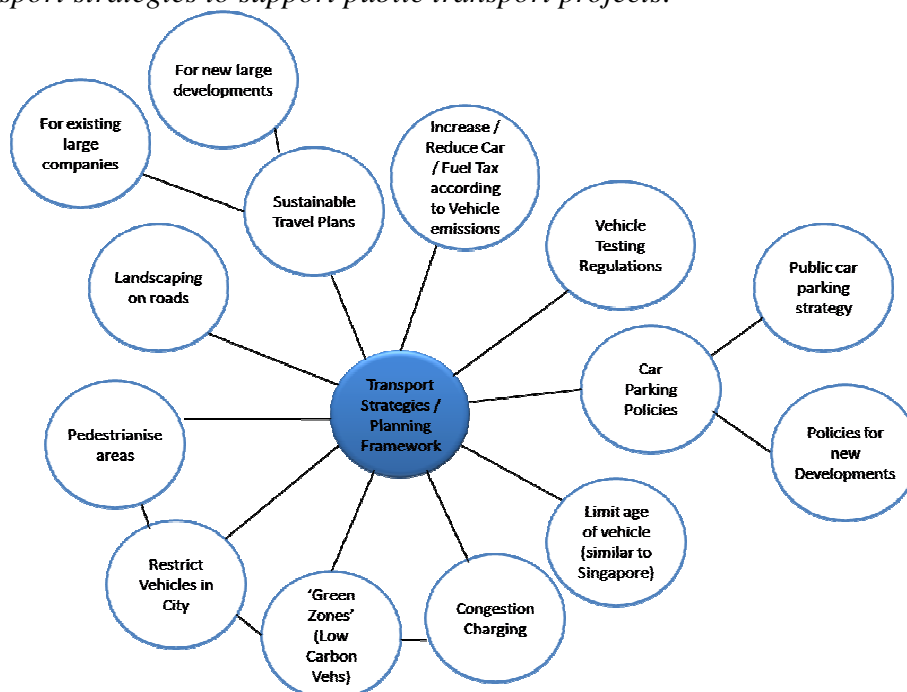 sport strategies to support public transport projects.
For new large
developments
For existing
large
companies
Increase /
Reduce Car
/ Fuel Tax
according
to Vehicle
emissions
Sustainable
Travel Plans
Vehicle
Testing
Regulations
Landscaping
on roads
Public car
parking
strategy
Transport
Strategies /
Planning
Framework
Car
Parking
Policies
Pedestrianise
areas
Policies for
new
Developments
Limit age
of vehicle
(similar to
Singapore)
Restrict
Vehicles in
City
‘Green
Zones’
(Low
Carbon
Vehs)
Congestion
Charging